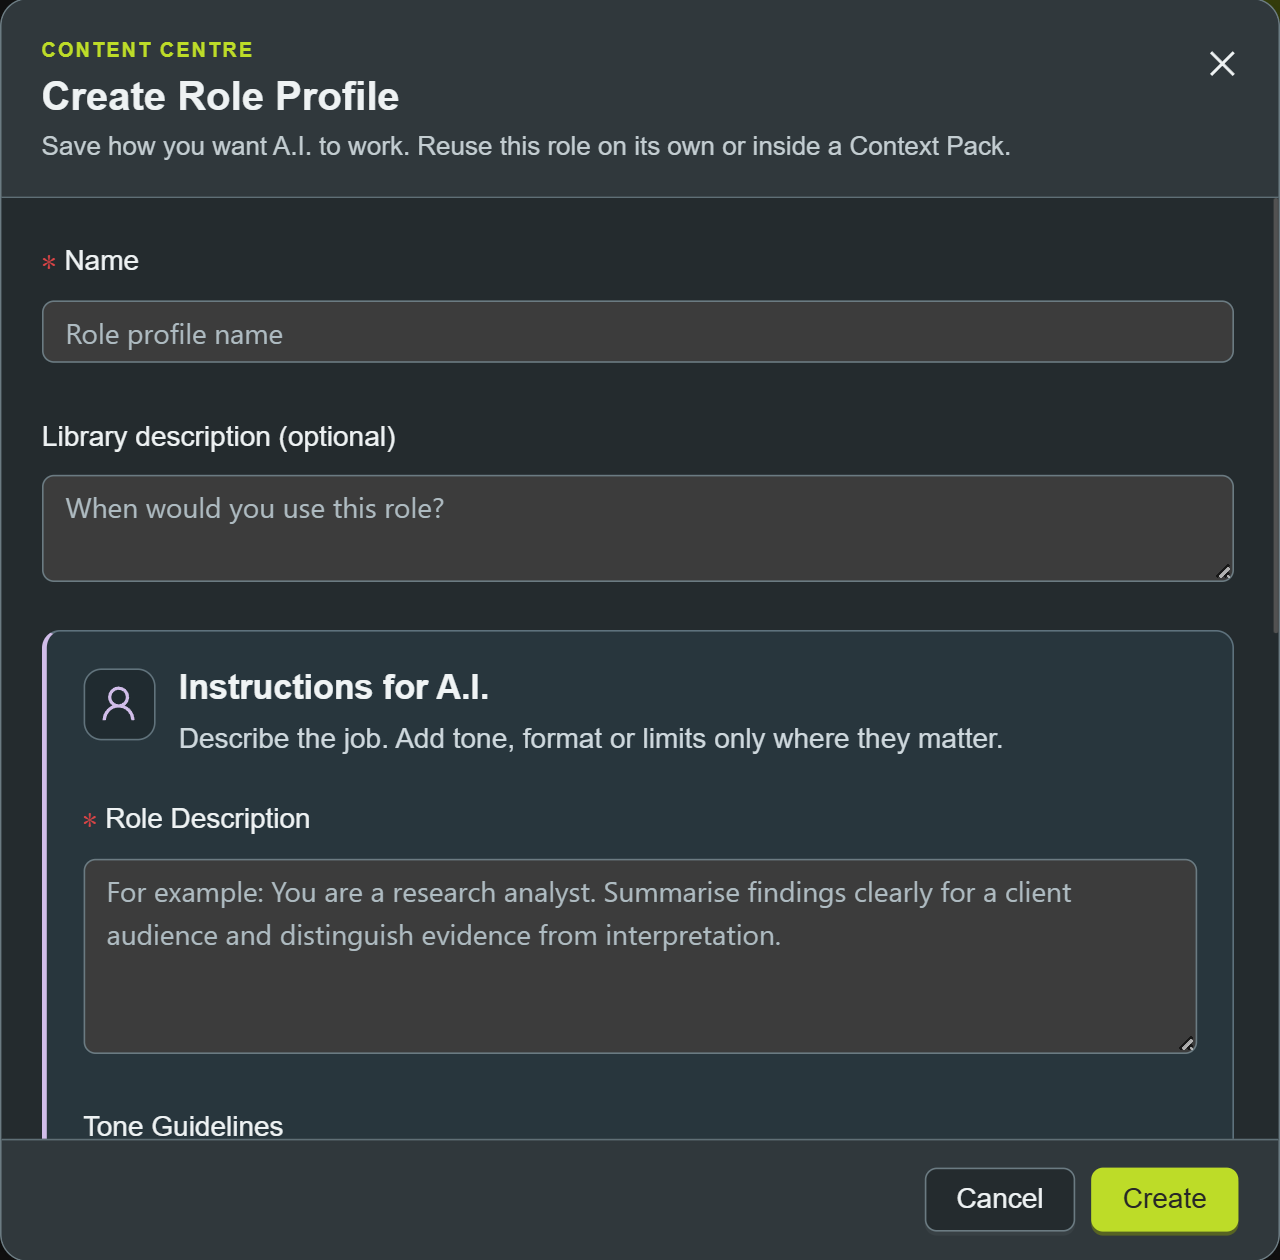 CONTENT CENTRE
Create Role Profile
Save how you want A.I. to work. Reuse this role on its own or inside a Context Pack.
* Name
Role profile name
Library description (optional)
When would you use this role?
Instructions for A.I.
Describe the job. Add tone, format or limits only where they matter.
* Role Description
For example: You are a research analyst. Summarise findings clearly for a client
audience and distinguish evidence from interpretation.
Tone Guidelines
Cancel
Create